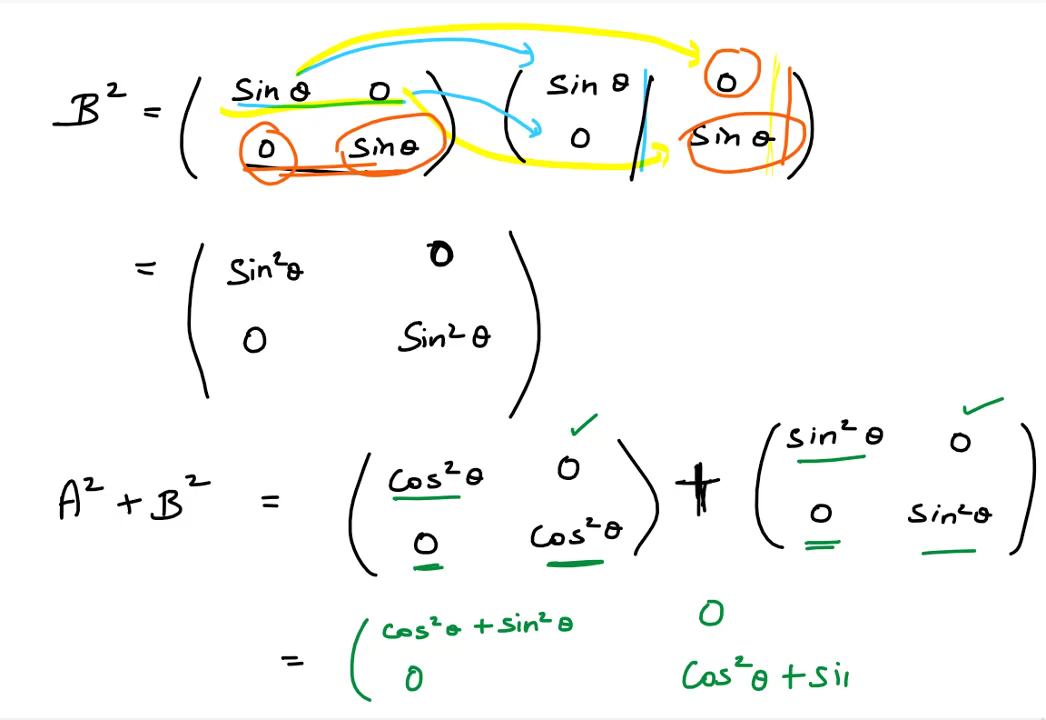 B² = ( sin θ 0 ) ( sin θ 0 )
( 0 sin θ ) ( 0 sin θ )
= ( Sin²θ 0 )
( 0 Sin²θ )
A² + B² = ( Cos²θ 0 ) + ( sin²θ 0 )
( 0 Cos²θ ) ( 0 sin²θ )
= ( cos²θ + sin²θ 0
0 Cos²θ + sin